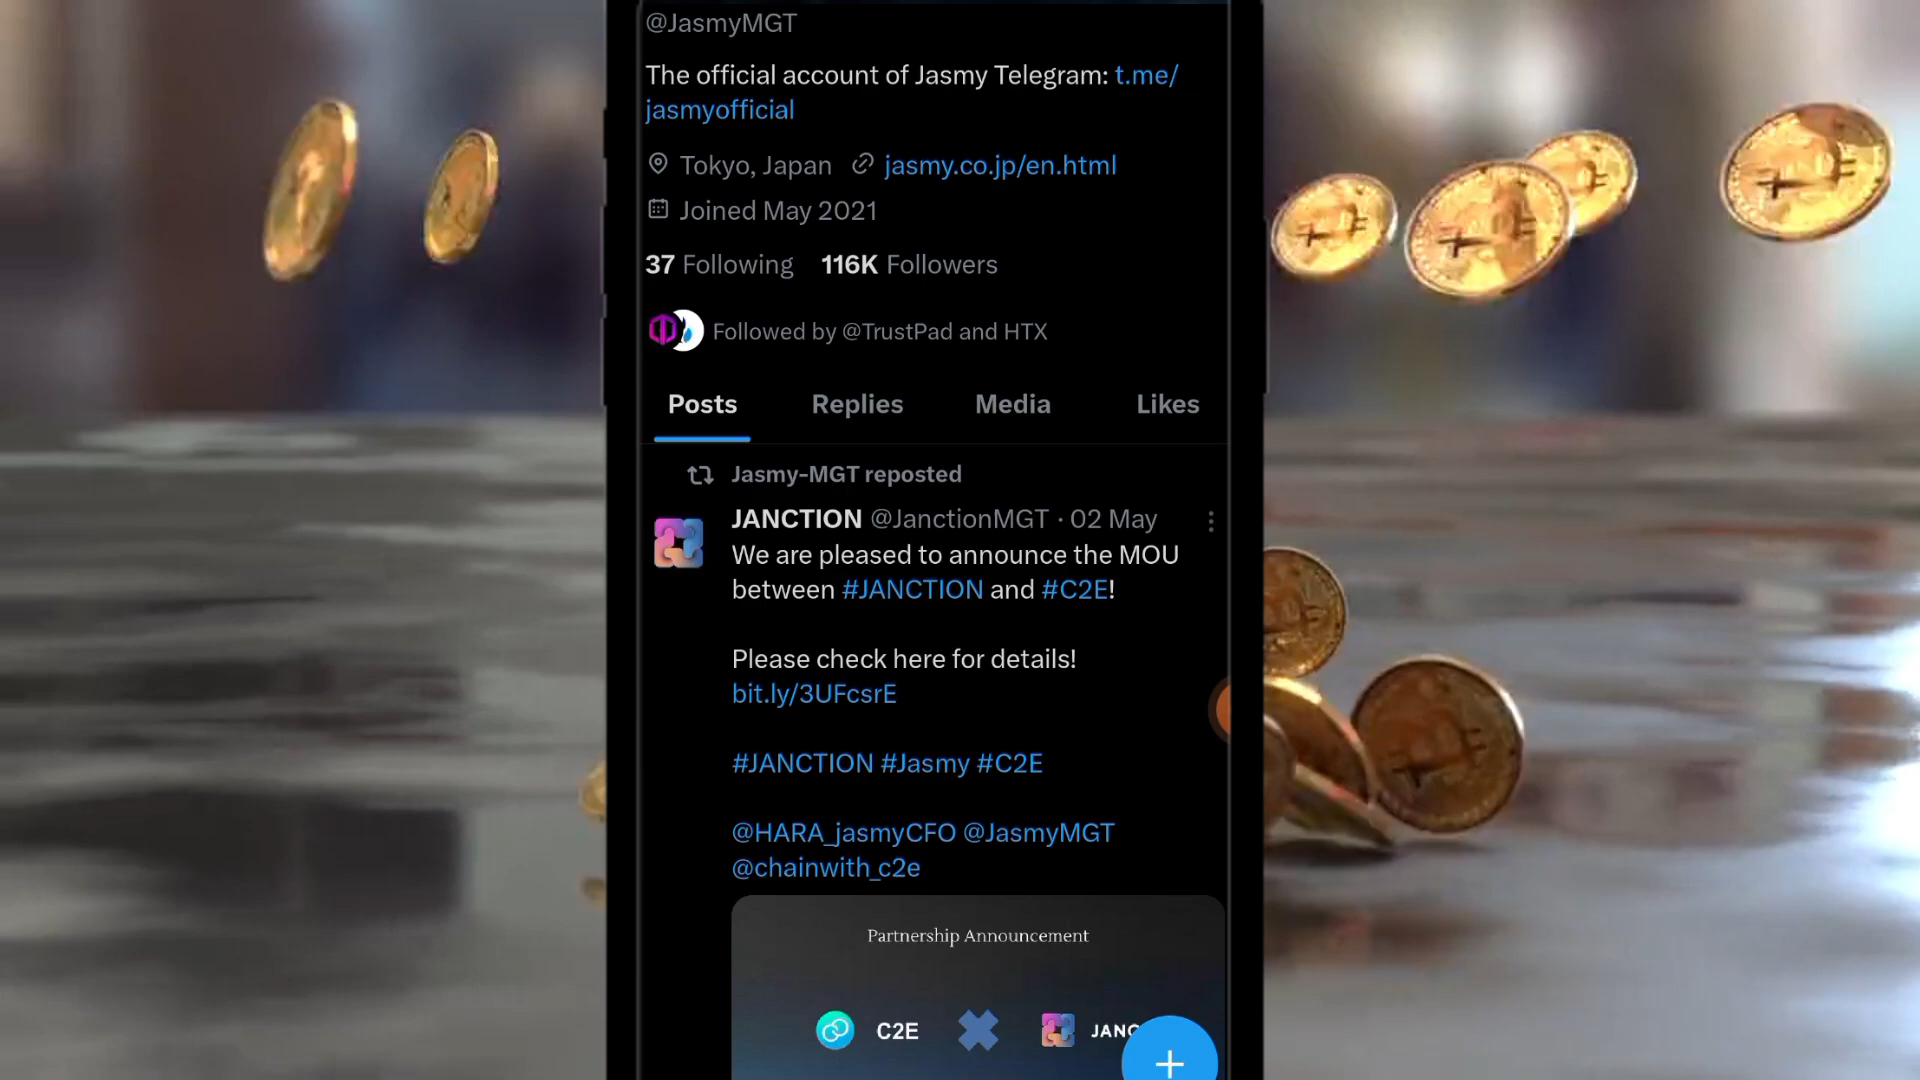 @JasmyMGT
The official account of Jasmy Telegram: t.me/
jasmyofficial
Tokyo, Japan jasmy.co.jp/en.html
Joined May 2021
37 Following 116K Followers
Followed by @TrustPad and HTX
Posts Replies Media Likes
Jasmy-MGT reposted
JANCTION @JanctionMGT · 02 May
We are pleased to announce the MOU
between #JANCTION and #C2E!
Please check here for details!
bit.ly/3UFcsrE
#JANCTION #Jasmy #C2E
@HARA_jasmyCFO @JasmyMGT
@chainwith_c2e
Partnership Announcement
C2E JANC